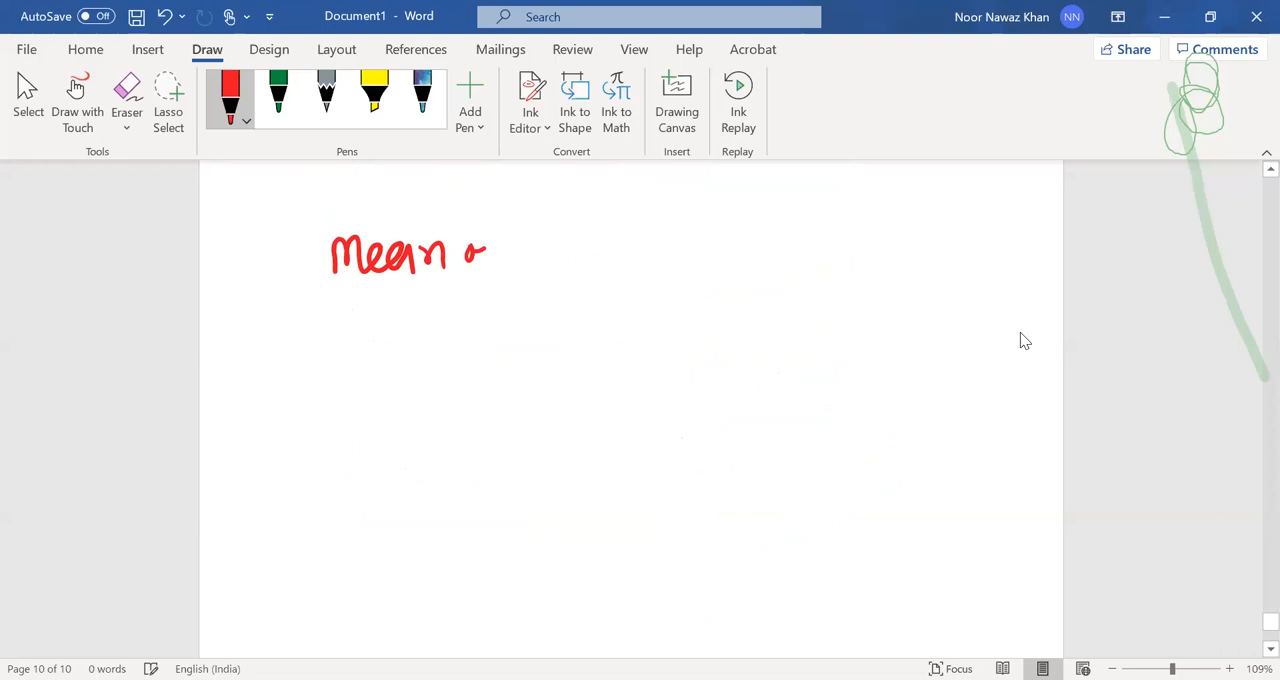 AutoSave Off Document1 - Word Search Noor Nawaz Khan NN
File Home Insert Draw Design Layout References Mailings Review View Help Acrobat Share Comments
Select Draw with Touch Eraser Lasso Select Add Pen Ink Editor Ink to Shape Ink to Math Drawing Canvas Ink Replay
Tools Pens Convert Insert Replay
Mean
Page 10 of 10 0 words English (India) Focus 109%